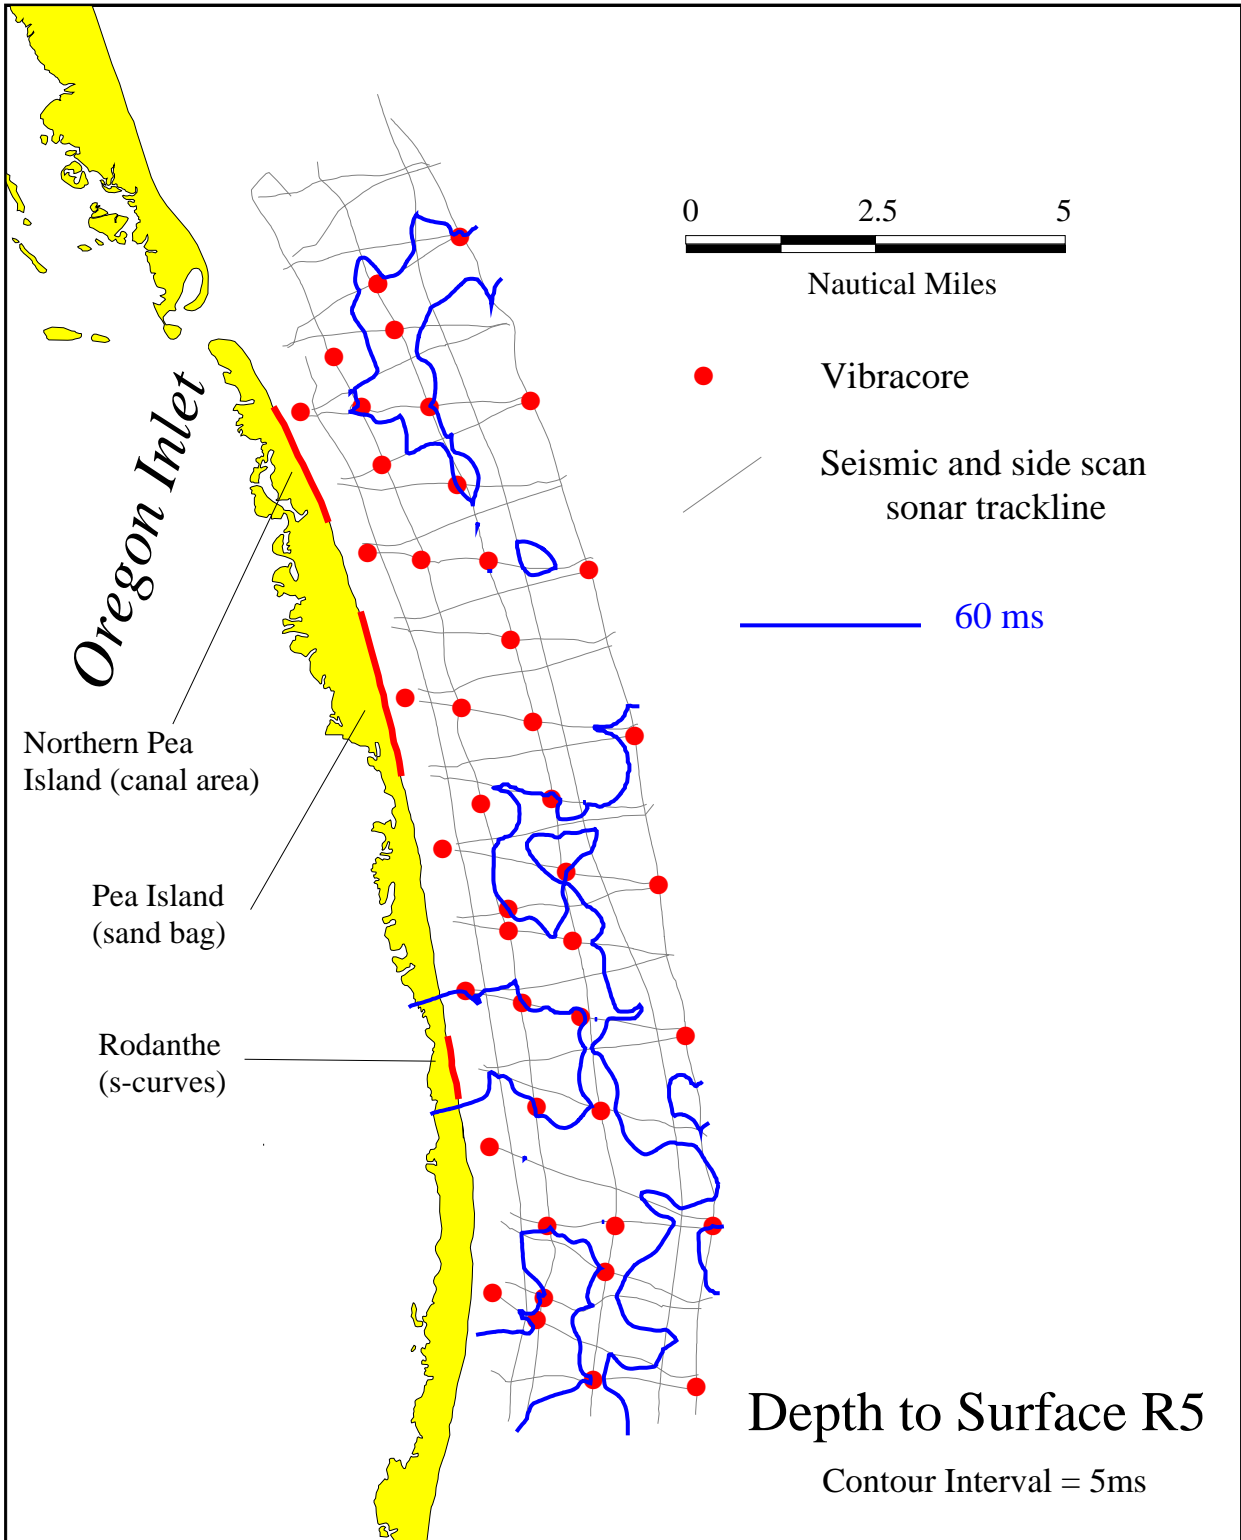 0 2.5 5
Nautical Miles
Vibracore
Seismic and side scan
sonar trackline
60 ms
Oregon Inlet
Northern Pea
Island (canal area)
Pea Island
(sand bag)
Rodanthe
(s-curves)
Depth to Surface R5
Contour Interval = 5ms